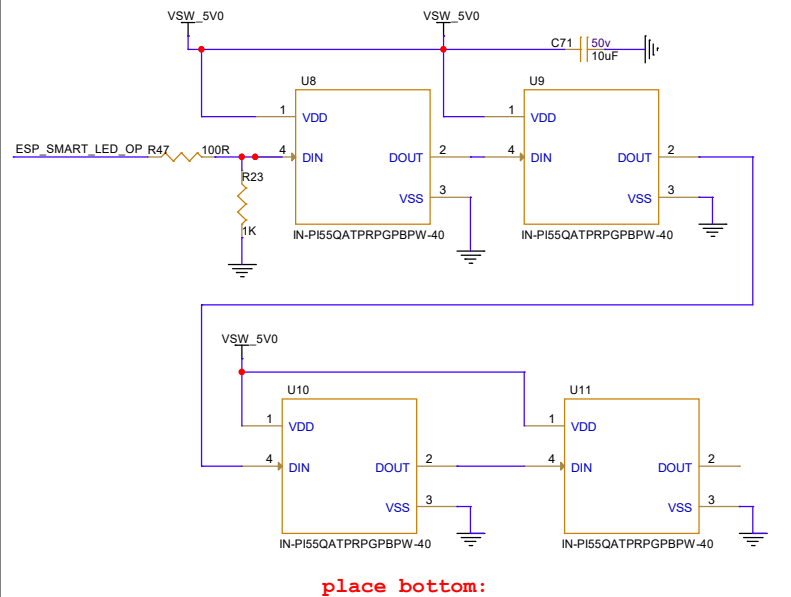 VSW_5V0
VSW_5V0
C71
50v
10uF
U8
U9
1
VDD
1
VDD
ESP_SMART_LED_OP
R47
100R
4
DIN
DOUT
2
4
DIN
DOUT
2
R23
1K
VSS
3
VSS
3
IN-PI55QATPRPGPBPW-40
IN-PI55QATPRPGPBPW-40
VSW_5V0
U10
U11
1
VDD
1
VDD
4
DIN
DOUT
2
4
DIN
DOUT
2
VSS
3
VSS
3
IN-PI55QATPRPGPBPW-40
IN-PI55QATPRPGPBPW-40
place bottom: